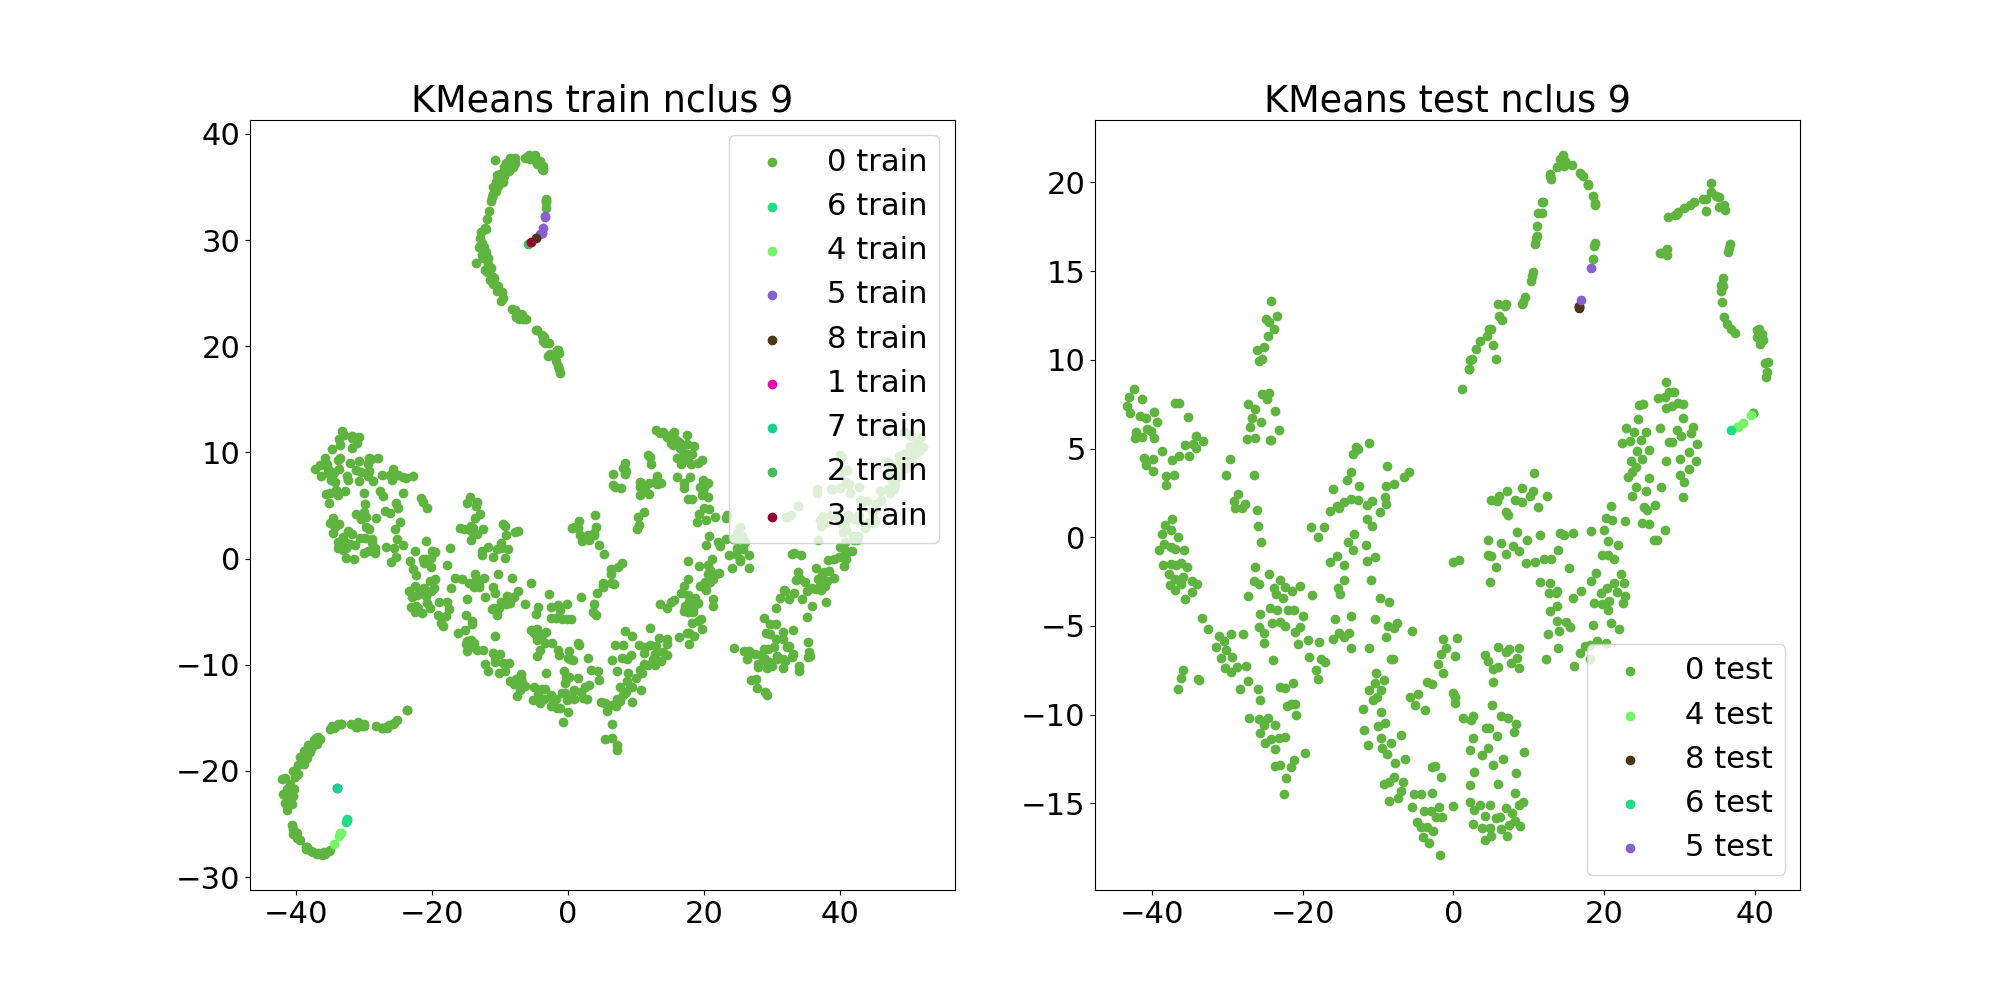 KMeans train nclus 9
40
30
20
10
0
−10
−20
−30
−40
−20
0
20
40
0 train
6 train
4 train
5 train
8 train
1 train
7 train
2 train
3 train
KMeans test nclus 9
20
15
10
5
0
−5
−10
−15
−40
−20
0
20
40
0 test
4 test
8 test
6 test
5 test